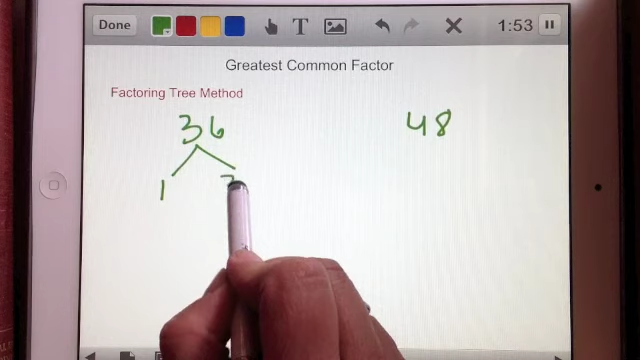 Done T 1:53
Greatest Common Factor
Factoring Tree Method
36 48
1